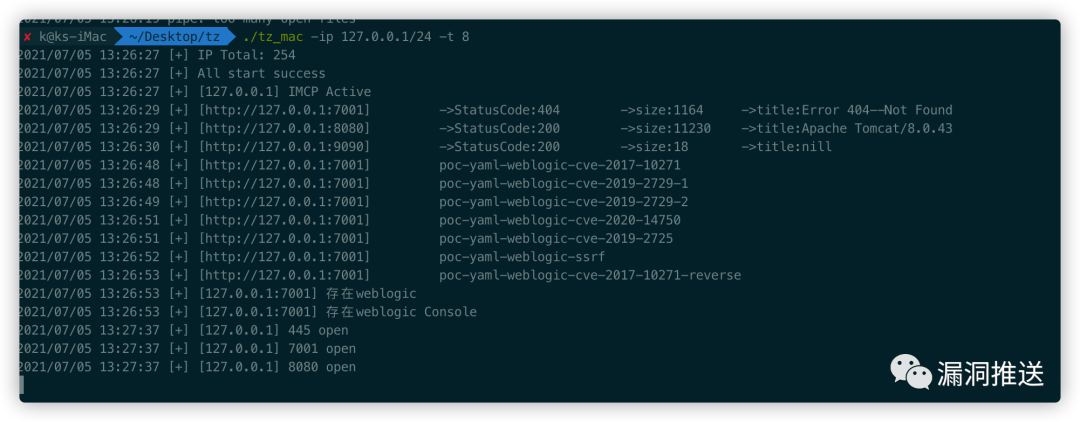 2021/07/05 13:26:15 pipe: too many open files
✘ k@ks-iMac ~/Desktop/tz ./tz_mac -ip 127.0.0.1/24 -t 8
2021/07/05 13:26:27 [+] IP Total: 254
2021/07/05 13:26:27 [+] All start success
2021/07/05 13:26:27 [+] [127.0.0.1] IMCP Active
2021/07/05 13:26:29 [+] [http://127.0.0.1:7001] ->StatusCode:404 ->size:1164 ->title:Error 404--Not Found
2021/07/05 13:26:29 [+] [http://127.0.0.1:8080] ->StatusCode:200 ->size:11230 ->title:Apache Tomcat/8.0.43
2021/07/05 13:26:30 [+] [http://127.0.0.1:9090] ->StatusCode:200 ->size:18 ->title:nill
2021/07/05 13:26:48 [+] [http://127.0.0.1:7001] poc-yaml-weblogic-cve-2017-10271
2021/07/05 13:26:48 [+] [http://127.0.0.1:7001] poc-yaml-weblogic-cve-2019-2729-1
2021/07/05 13:26:49 [+] [http://127.0.0.1:7001] poc-yaml-weblogic-cve-2019-2729-2
2021/07/05 13:26:51 [+] [http://127.0.0.1:7001] poc-yaml-weblogic-cve-2020-14750
2021/07/05 13:26:51 [+] [http://127.0.0.1:7001] poc-yaml-weblogic-cve-2019-2725
2021/07/05 13:26:52 [+] [http://127.0.0.1:7001] poc-yaml-weblogic-ssrf
2021/07/05 13:26:53 [+] [http://127.0.0.1:7001] poc-yaml-weblogic-cve-2017-10271-reverse
2021/07/05 13:26:53 [+] [127.0.0.1:7001] 存在weblogic
2021/07/05 13:26:53 [+] [127.0.0.1:7001] 存在weblogic Console
2021/07/05 13:27:37 [+] [127.0.0.1] 445 open
2021/07/05 13:27:37 [+] [127.0.0.1] 7001 open
2021/07/05 13:27:37 [+] [127.0.0.1] 8080 open
漏洞推送